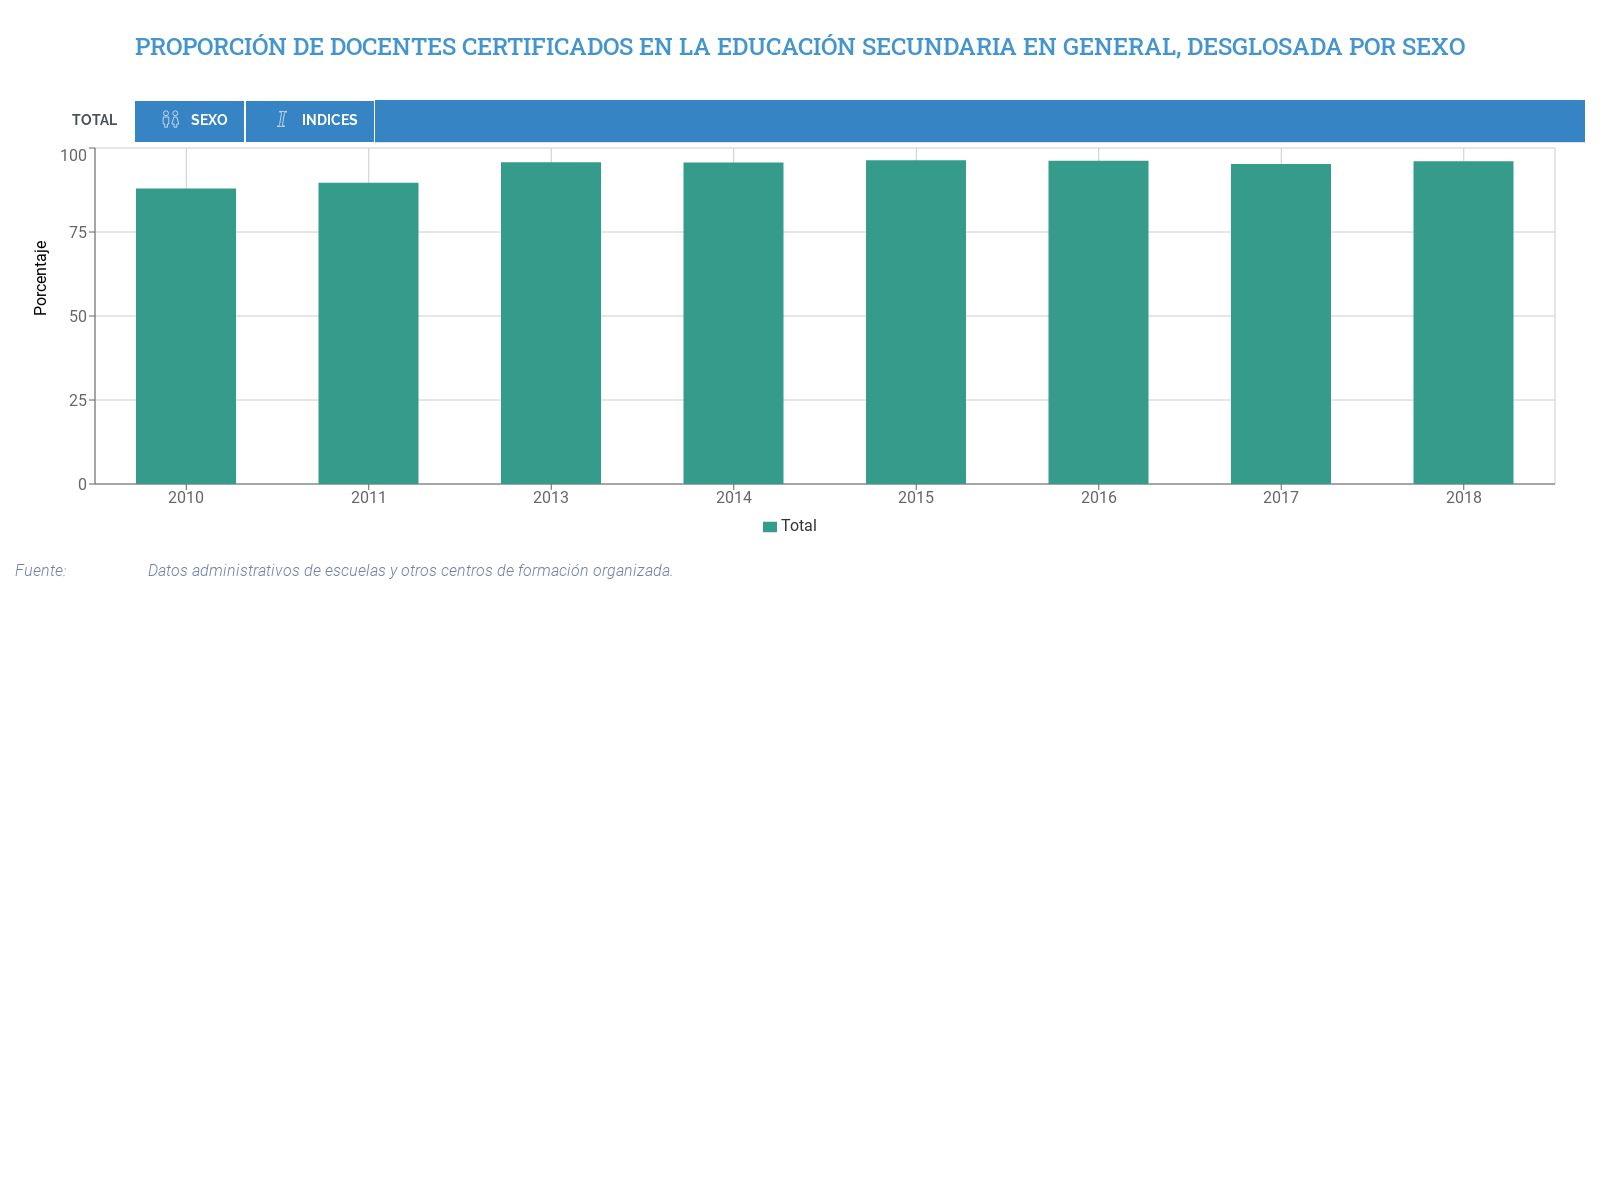 PROPORCIÓN DE DOCENTES CERTIFICADOS EN LA EDUCACIÓN SECUNDARIA EN GENERAL, DESGLOSADA POR SEXO
TOTAL SEXO INDICES
100
75
50
25
0
Porcentaje
2010 2011 2013 2014 2015 2016 2017 2018
Total
Fuente: Datos administrativos de escuelas y otros centros de formación organizada.